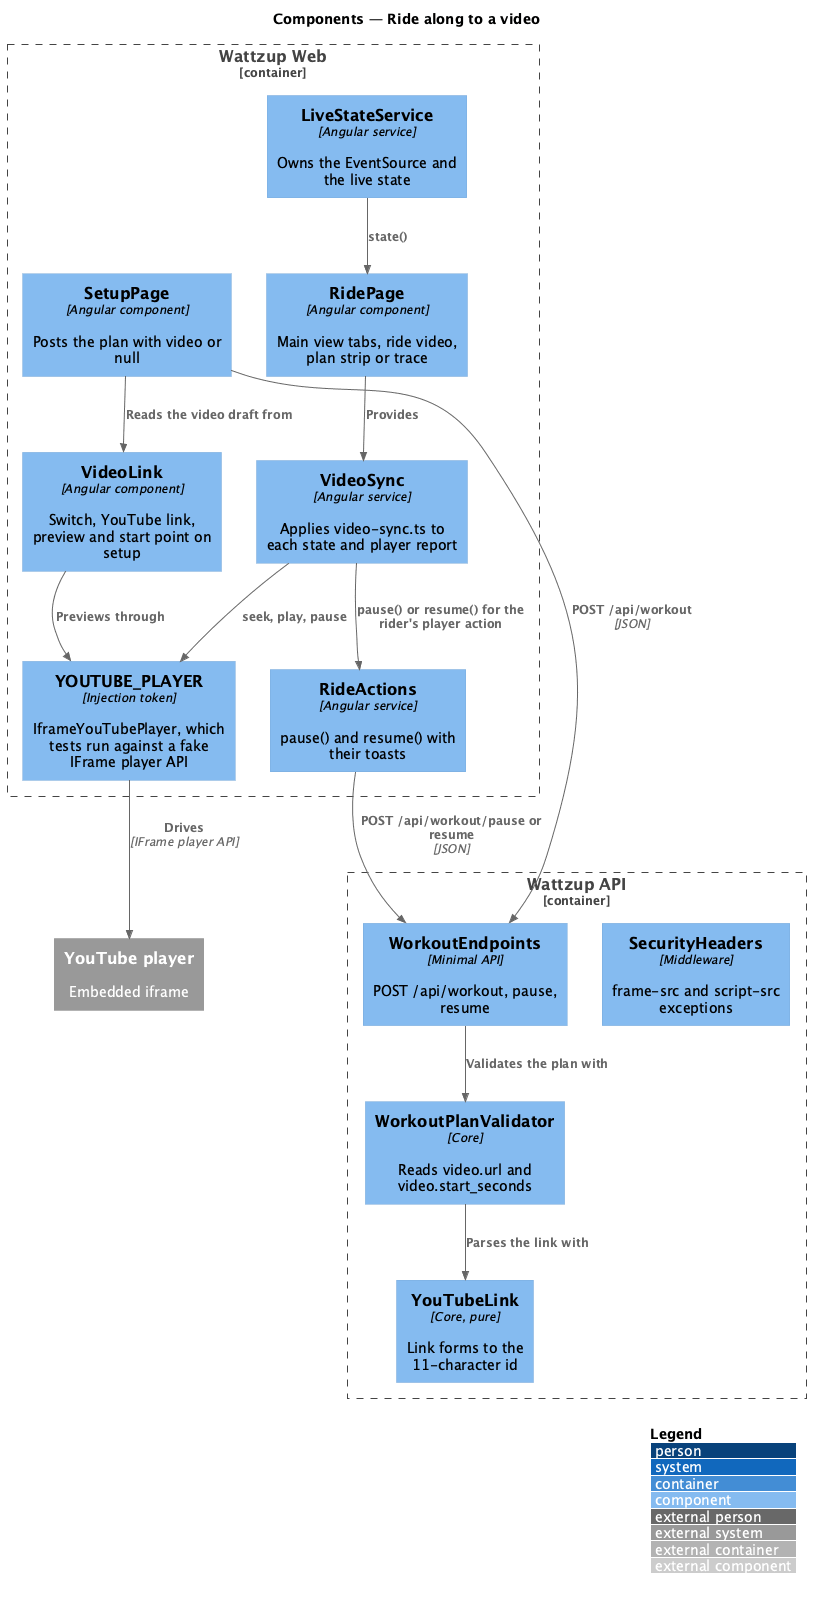 Components — Ride along to a video
Wattzup Web
[container]
LiveStateService
[Angular service]
Owns the EventSource and
the live state
state()
SetupPage
[Angular component]
Posts the plan with video or
null
RidePage
[Angular component]
Main view tabs, ride video,
plan strip or trace
Reads the video draft from
Provides
VideoLink
[Angular component]
Switch, YouTube link,
preview and start point on
setup
VideoSync
[Angular service]
Applies video-sync.ts to
each state and player report
Previews through
seek, play, pause
pause() or resume() for the
rider's player action
POST /api/workout
[JSON]
YOUTUBE_PLAYER
[Injection token]
IframeYouTubePlayer, which
tests run against a fake
IFrame player API
RideActions
[Angular service]
pause() and resume() with
their toasts
Drives
[IFrame player API]
POST /api/workout/pause or
resume
[JSON]
Wattzup API
[container]
YouTube player
Embedded iframe
WorkoutEndpoints
[Minimal API]
POST /api/workout, pause,
resume
SecurityHeaders
[Middleware]
frame-src and script-src
exceptions
Validates the plan with
WorkoutPlanValidator
[Core]
Reads video.url and
video.start_seconds
Parses the link with
YouTubeLink
[Core, pure]
Link forms to the
11-character id
Legend
person
system
container
component
external person
external system
external container
external component